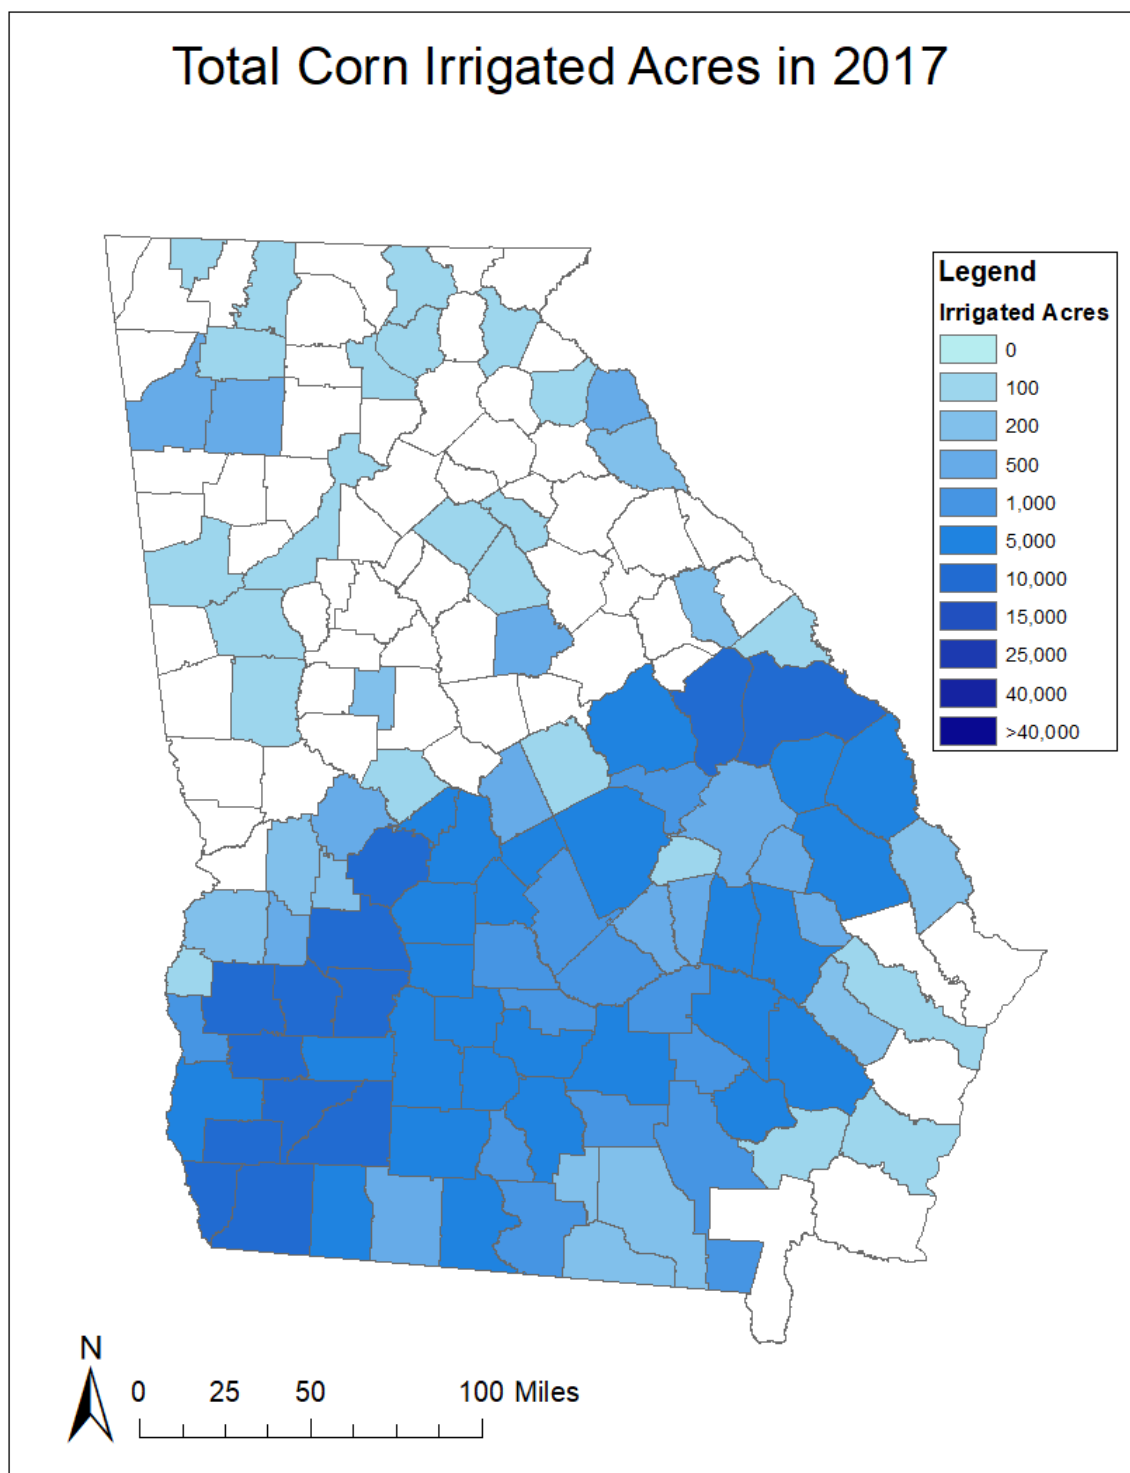 Total Corn Irrigated Acres in 2017
Legend
Irrigated Acres
0
100
200
500
1,000
5,000
10,000
15,000
25,000
40,000
>40,000
N
0 25 50 100 Miles